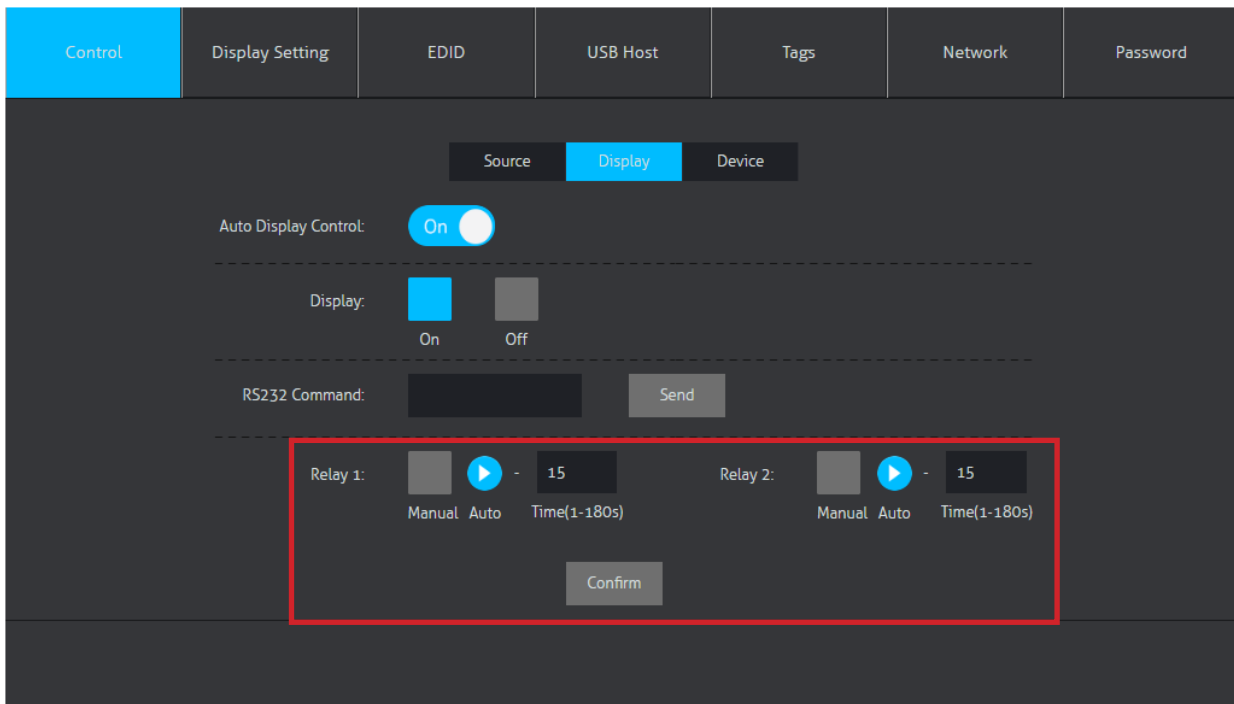 Control Display Setting EDID USB Host Tags Network Password
Source Display Device
Auto Display Control: On
Display:
On Off
RS232 Command: Send
Relay 1: - 15 Relay 2: - 15
Manual Auto Time(1-180s) Manual Auto Time(1-180s)
Confirm